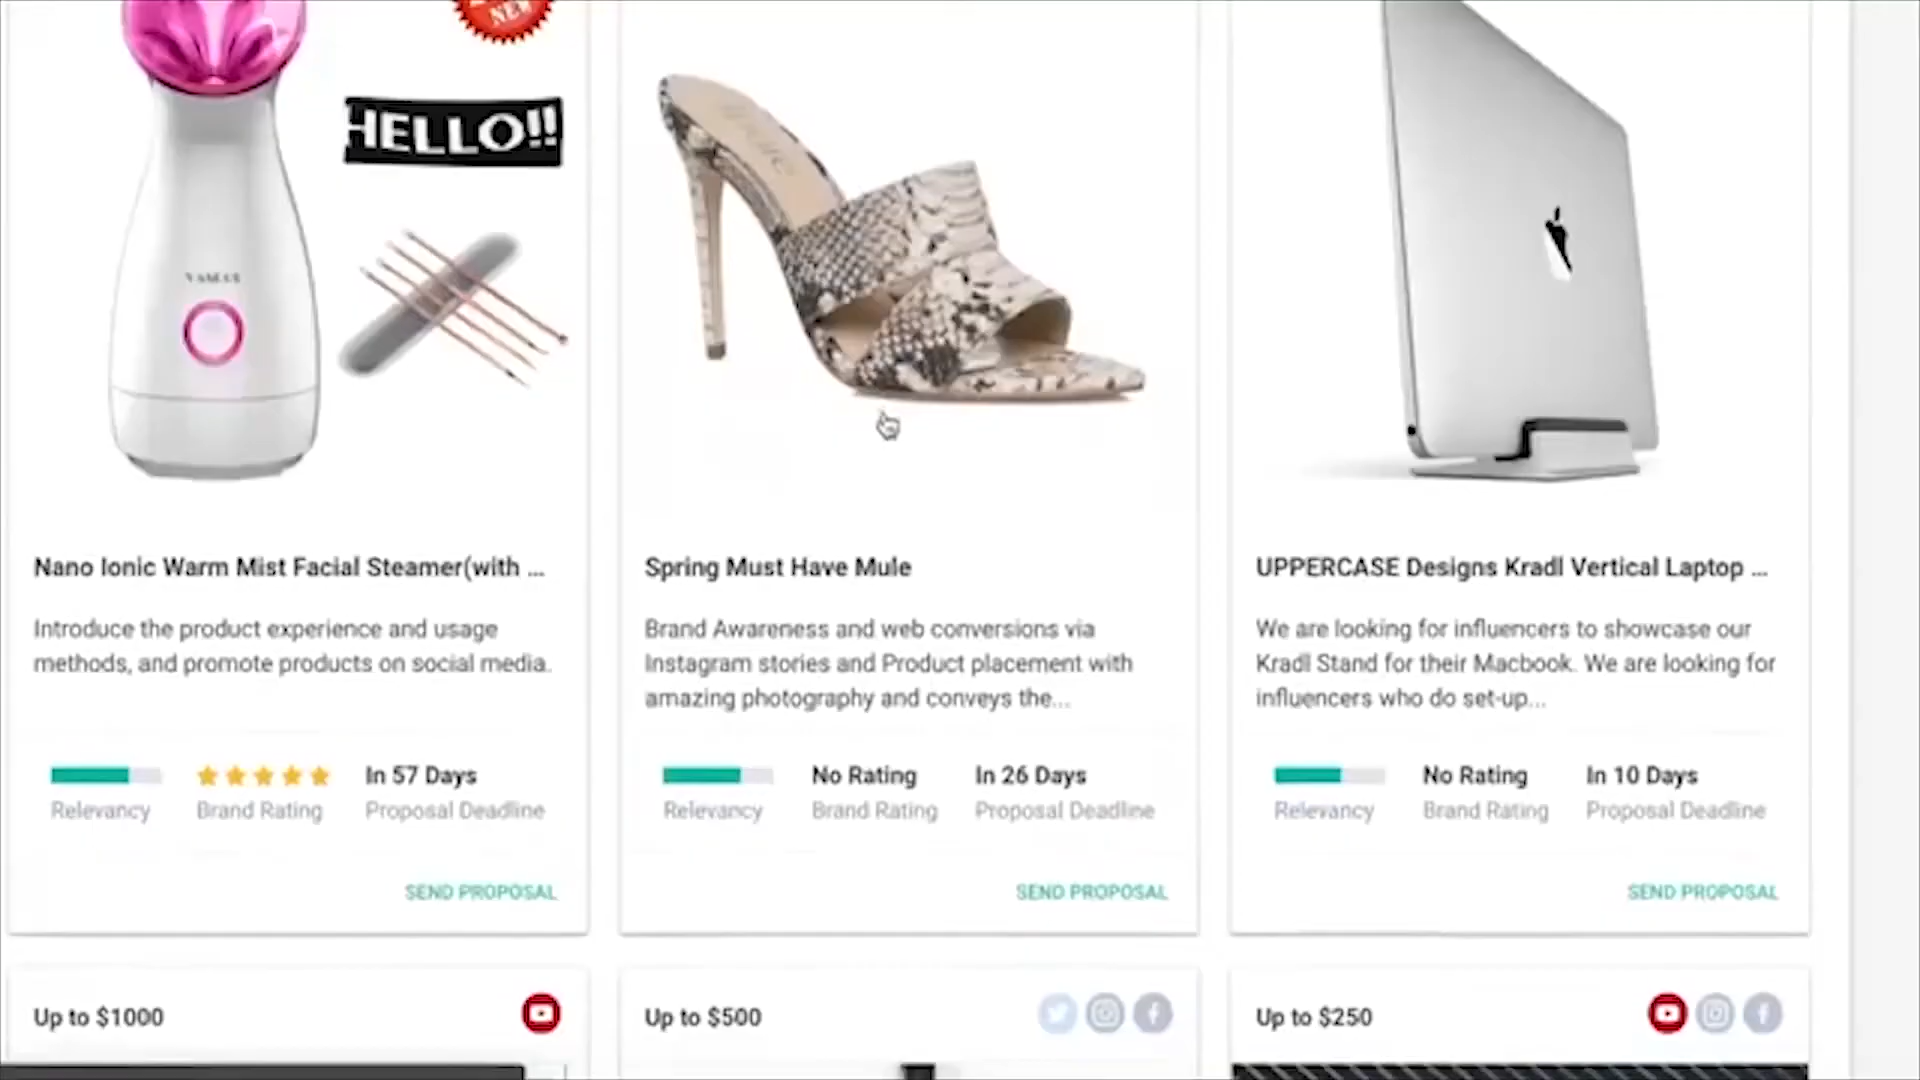 NEW
HELLO!!
Nano Ionic Warm Mist Facial Steamer(with ...
Introduce the product experience and usage
methods, and promote products on social media.
Relevancy
Brand Rating
In 57 Days
Proposal Deadline
SEND PROPOSAL
Spring Must Have Mule
Brand Awareness and web conversions via
Instagram stories and Product placement with
amazing photography and conveys the...
Relevancy
No Rating
Brand Rating
In 26 Days
Proposal Deadline
SEND PROPOSAL
UPPERCASE Designs Kradl Vertical Laptop ...
We are looking for influencers to showcase our
Kradl Stand for their Macbook. We are looking for
influencers who do set-up...
Relevancy
No Rating
Brand Rating
In 10 Days
Proposal Deadline
SEND PROPOSAL
Up to $1000
Up to $500
Up to $250